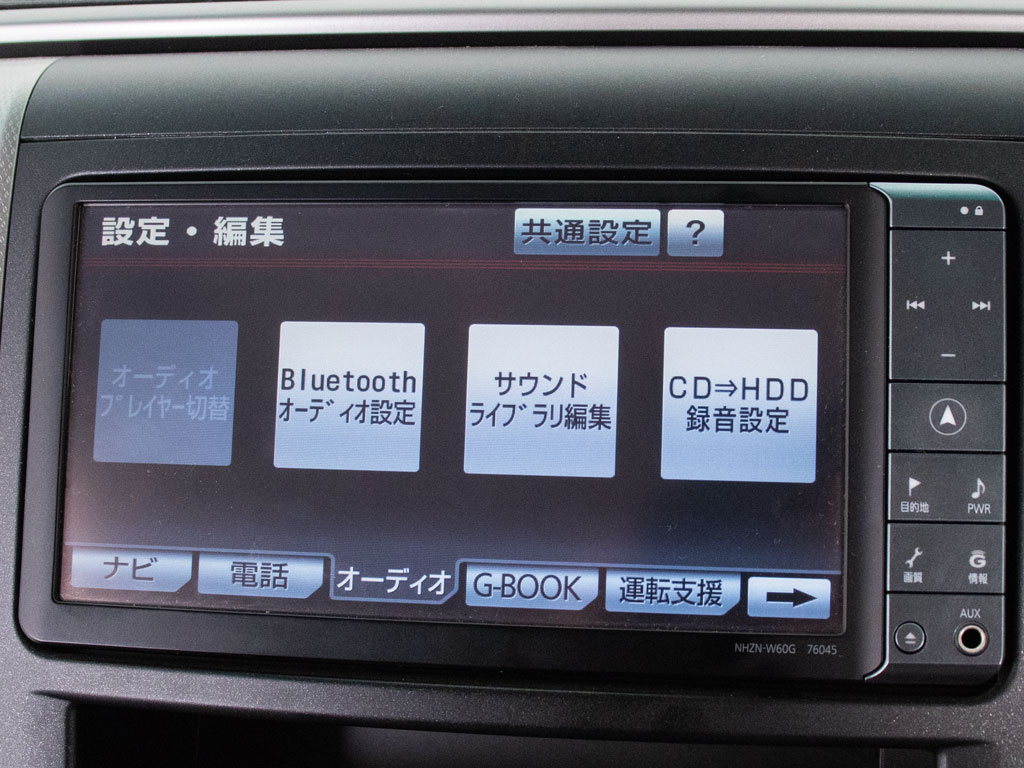 設定・編集
共通設定
?
オーディオ
プレイヤー切替
Bluetooth
オーディオ設定
サウンド
ライブラリ編集
CD⇒HDD
録音設定
ナビ
電話
オーディオ
G-BOOK
運転支援
NHZN-W60G 76045
目的地
PWR
画質
情報
AUX